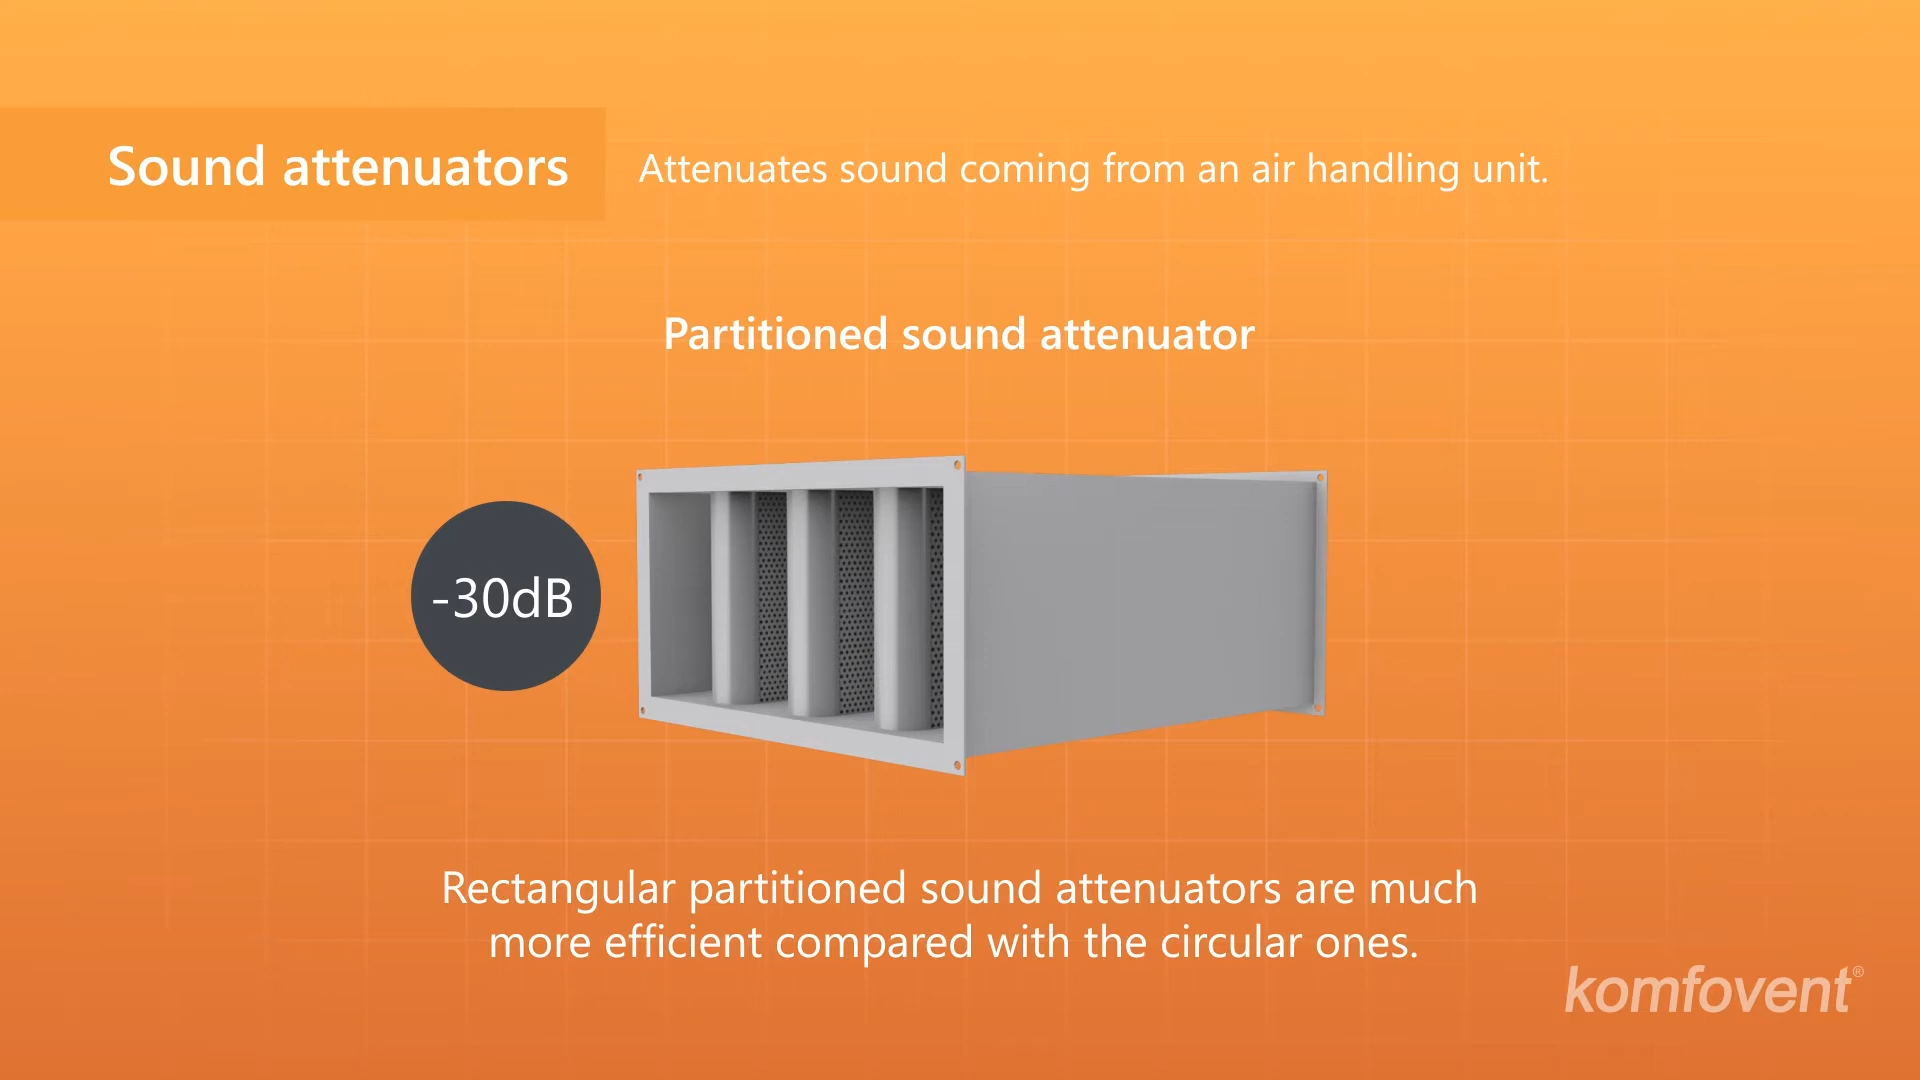 Sound attenuators
Attenuates sound coming from an air handling unit.
Partitioned sound attenuator
-30dB
Rectangular partitioned sound attenuators are much
more efficient compared with the circular ones.
komfovent®